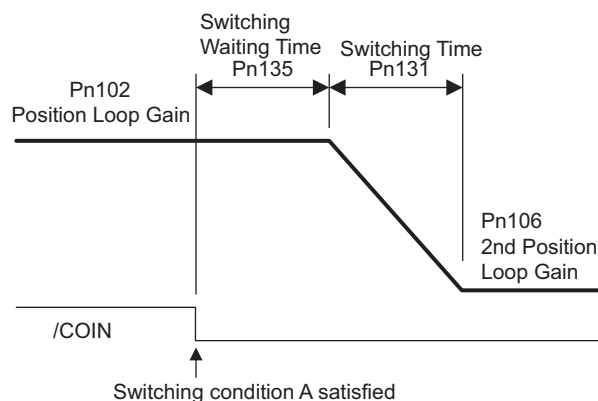 Switching
Waiting Time
Pn135
Switching Time
Pn131
Pn102
Position Loop Gain
Pn106
2nd Position
Loop Gain
/COIN
Switching condition A satisfied